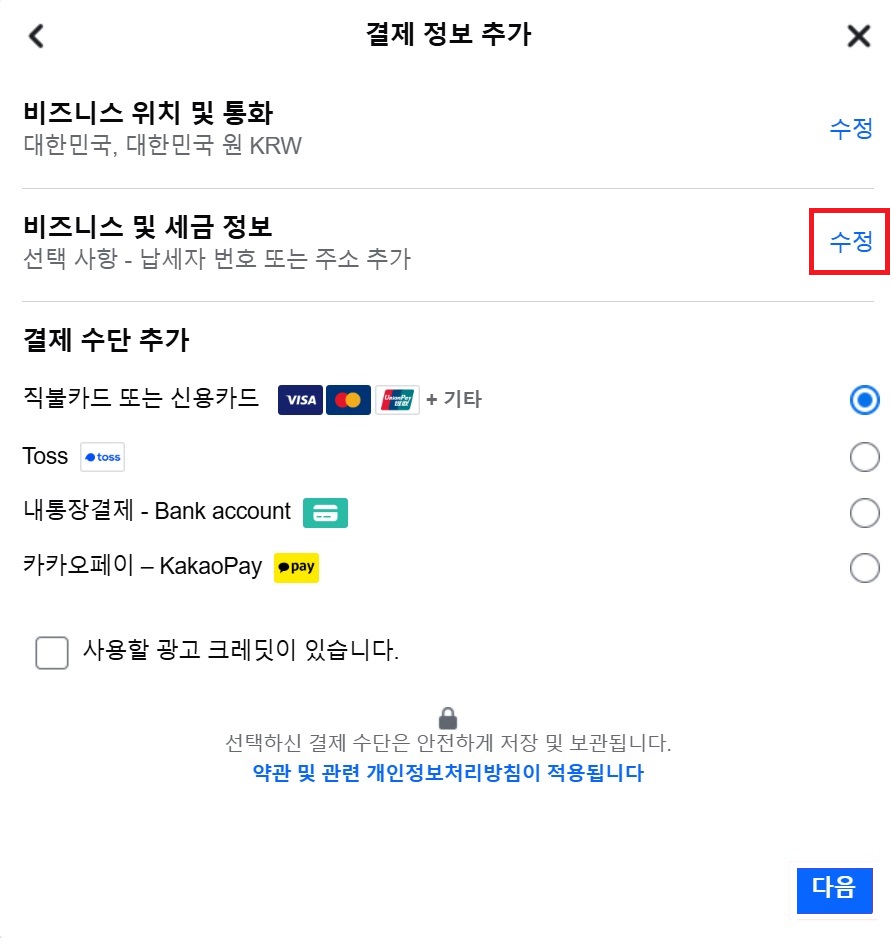 결제 정보 추가
비즈니스 위치 및 통화
대한민국, 대한민국 원 KRW
수정
비즈니스 및 세금 정보
선택 사항 - 납세자 번호 또는 주소 추가
수정
결제 수단 추가
직불카드 또는 신용카드 VISA UnionPay 银联 + 기타
Toss toss
내통장결제 - Bank account
카카오페이 – KakaoPay pay
사용할 광고 크레딧이 있습니다.
선택하신 결제 수단은 안전하게 저장 및 보관됩니다.
약관 및 관련 개인정보처리방침이 적용됩니다
다음